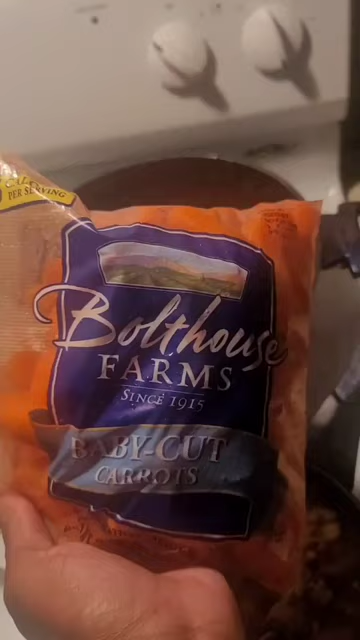 PER SERVING
Bolthouse
FARMS
SINCE 1915
BABY-CUT
CARROTS